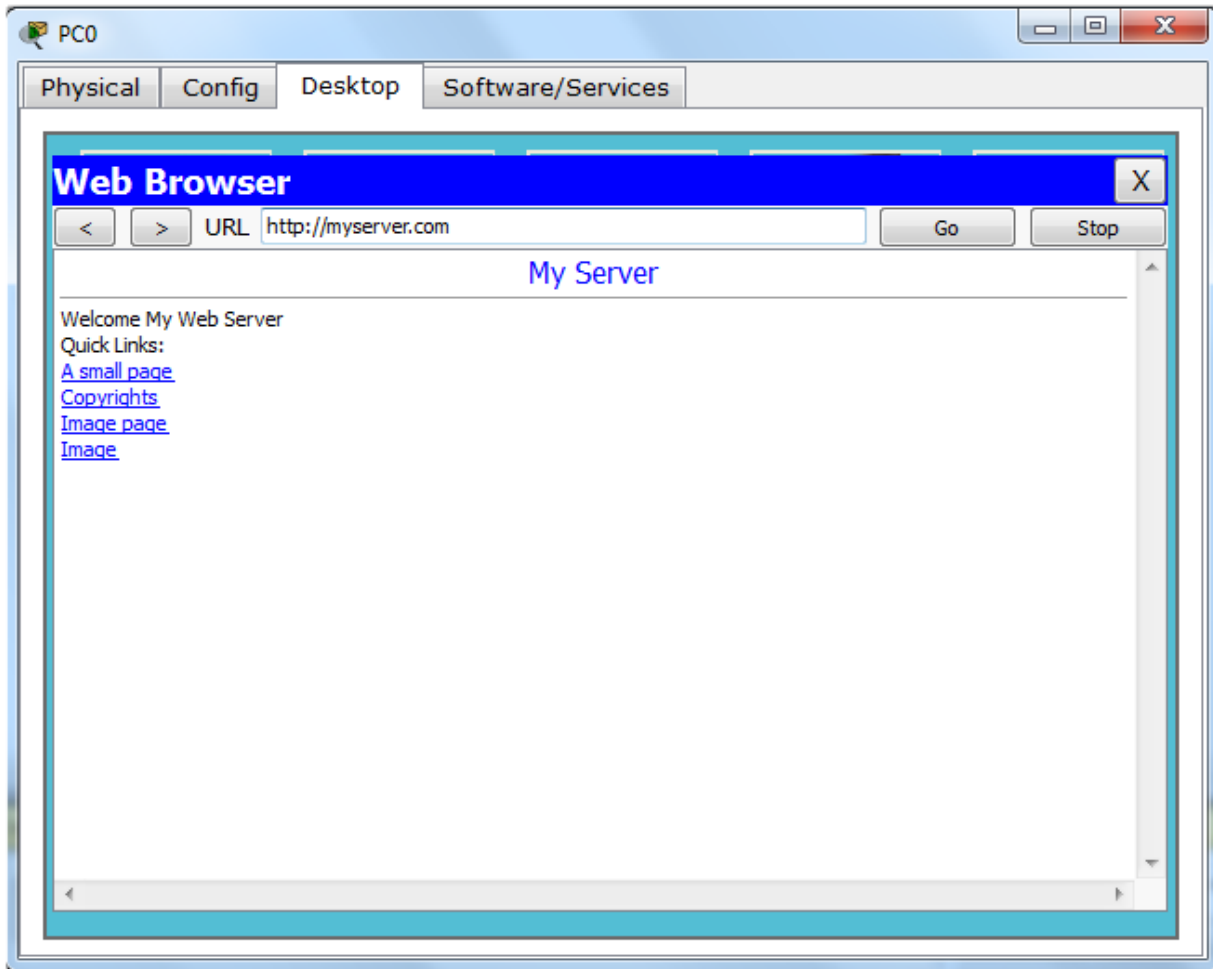 PC0
X
Physical Config Desktop Software/Services
Web Browser X
< > URL http://myserver.com Go Stop
My Server
Welcome My Web Server
Quick Links:
A small page
Copyrights
Image page
Image